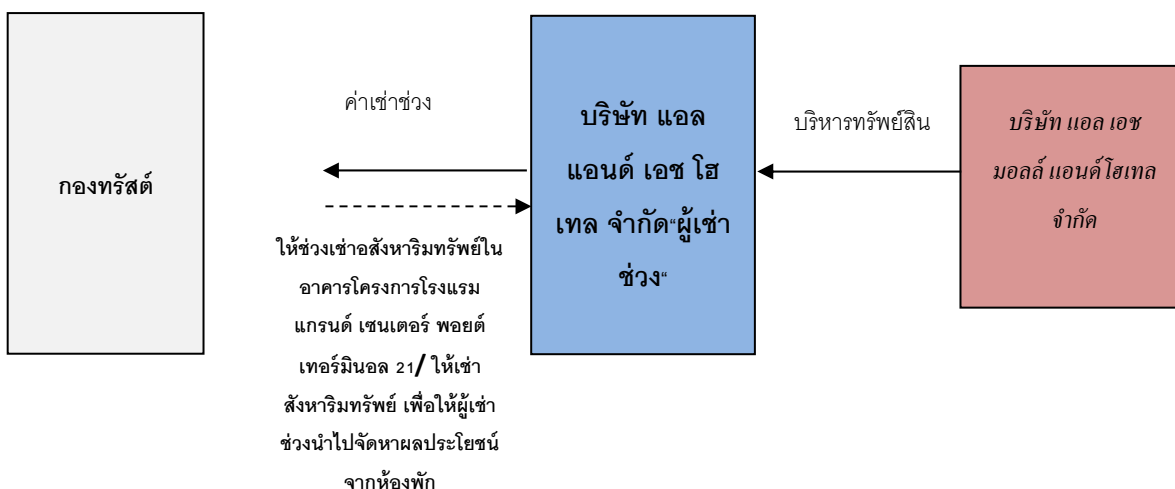 กองทรัสต์
ค่าเช่าช่วง
ให้ช่วงเช่าอสังหาริมทรัพย์ใน
อาคารโครงการโรงแรม
แกรนด์ เซนเตอร์ พอยต์
เทอร์มินอล 21/ ให้เช่า
สังหาริมทรัพย์ เพื่อให้ผู้เช่า
ช่วงนำไปจัดหาผลประโยชน์
จากห้องพัก
บริษัท แอล
แอนด์ เอช โฮ
เทล จำกัด“ผู้เช่า
ช่วง“
บริหารทรัพย์สิน
บริษัท แอล เอช
มอลล์ แอนด์ โฮเทล
จำกัด